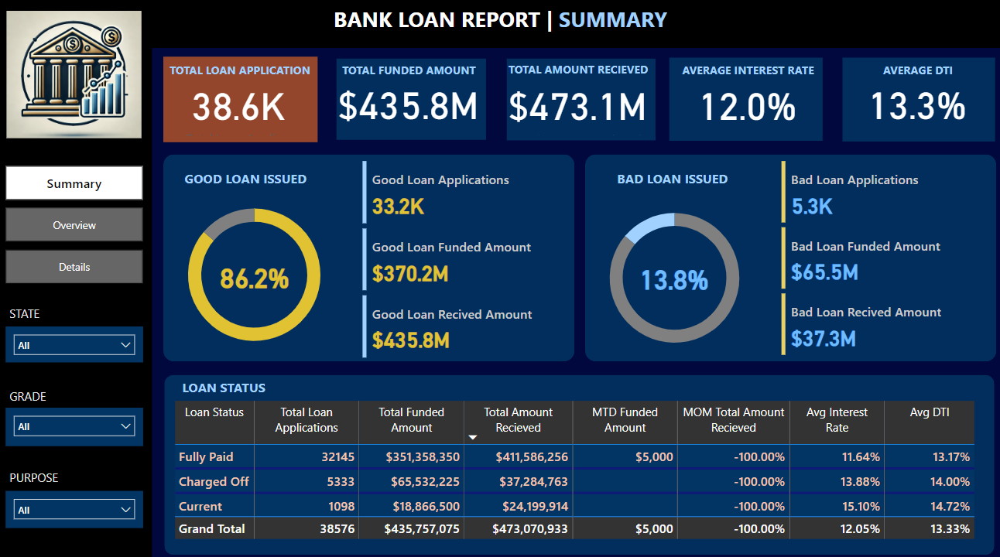 BANK LOAN REPORT | SUMMARY
TOTAL LOAN APPLICATION
38.6K
TOTAL FUNDED AMOUNT
$435.8M
TOTAL AMOUNT RECIEVED
$473.1M
AVERAGE INTEREST RATE
12.0%
AVERAGE DTI
13.3%
Summary
Overview
Details
STATE
All
GRADE
All
PURPOSE
All
GOOD LOAN ISSUED
86.2%
Good Loan Applications
33.2K
Good Loan Funded Amount
$370.2M
Good Loan Recived Amount
$435.8M
BAD LOAN ISSUED
13.8%
Bad Loan Applications
5.3K
Bad Loan Funded Amount
$65.5M
Bad Loan Recived Amount
$37.3M
LOAN STATUS
Loan Status Total Loan Applications Total Funded Amount Total Amount Recieved MTD Funded Amount MOM Total Amount Recieved Avg Interest Rate Avg DTI
Fully Paid 32145 $351,358,350 $411,586,256 $5,000 -100.00% 11.64% 13.17%
Charged Off 5333 $65,532,225 $37,284,763 -100.00% 13.88% 14.00%
Current 1098 $18,866,500 $24,199,914 -100.00% 15.10% 14.72%
Grand Total 38576 $435,757,075 $473,070,933 $5,000 -100.00% 12.05% 13.33%